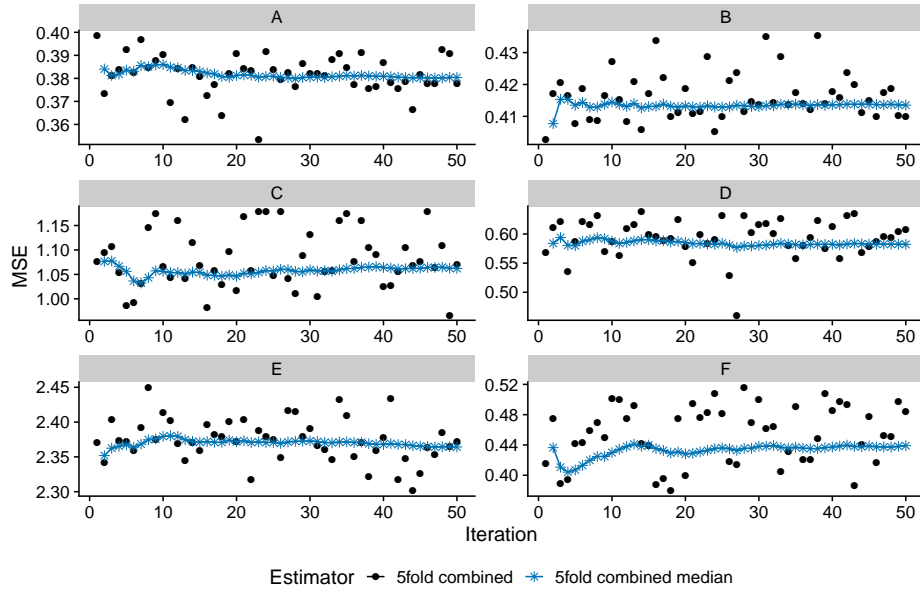 A
B
0.40
0.39
0.38
0.37
0.36
0.43
0.42
0.41
0 10 20 30 40 50
0 10 20 30 40 50
C
D
MSE
1.15
1.10
1.05
1.00
0.60
0.55
0.50
0 10 20 30 40 50
0 10 20 30 40 50
E
F
2.45
2.40
2.35
2.30
0.52
0.48
0.44
0.40
0 10 20 30 40 50
0 10 20 30 40 50
Iteration
Estimator 5fold combined 5fold combined median